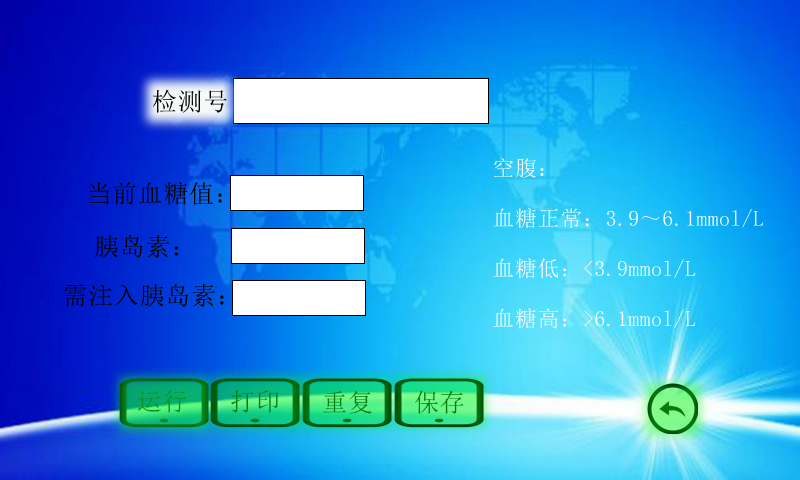 检测号
当前血糖值：
胰岛素：
需注入胰岛素：
空腹：
血糖正常：3.9～6.1mmol/L
血糖低：<3.9mmol/L
血糖高：>6.1mmol/L
运行 打印 重复 保存